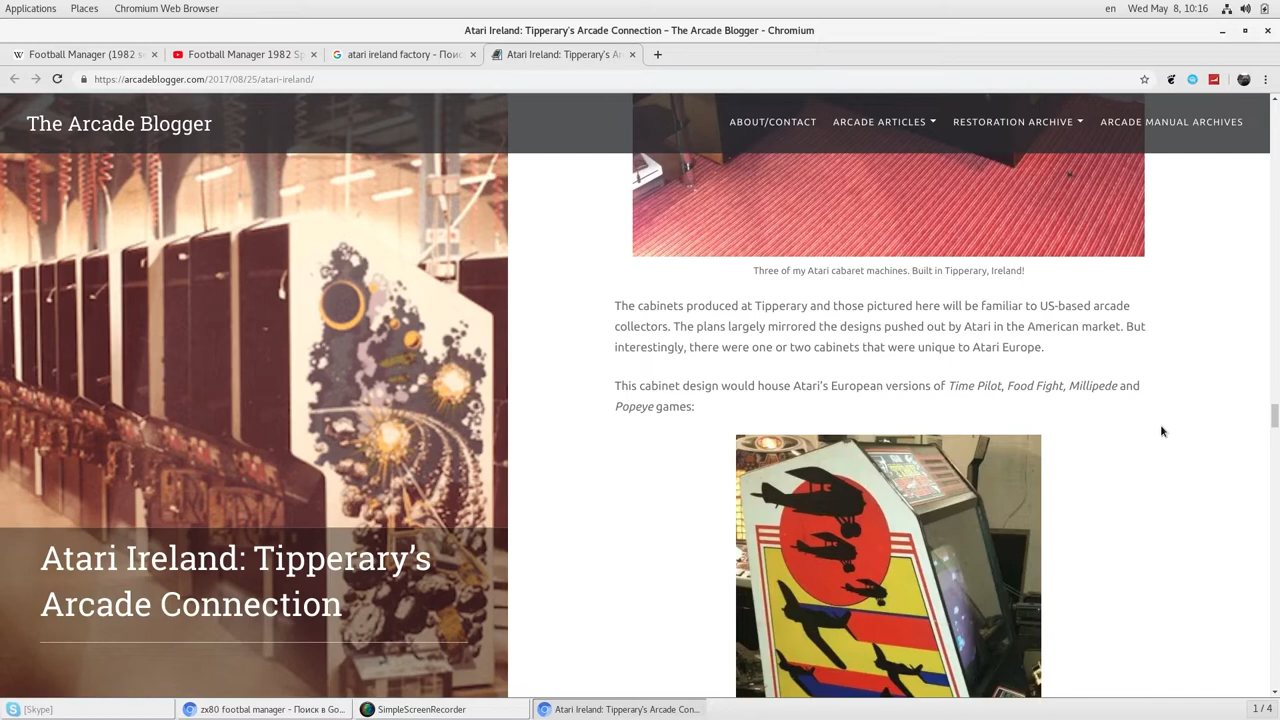 Applications Places Chromium Web Browser en Wed May 8, 10:16
Atari Ireland: Tipperary's Arcade Connection – The Arcade Blogger - Chromium
Football Manager (1982 s Football Manager 1982 Sp atari ireland factory - Поис Atari Ireland: Tipperary's A
https://arcadeblogger.com/2017/08/25/atari-ireland/
The Arcade Blogger ABOUT/CONTACT ARCADE ARTICLES RESTORATION ARCHIVE ARCADE MANUAL ARCHIVES
Three of my Atari cabaret machines. Built in Tipperary, Ireland!
The cabinets produced at Tipperary and those pictured here will be familiar to US-based arcade
collectors. The plans largely mirrored the designs pushed out by Atari in the American market. But
interestingly, there were one or two cabinets that were unique to Atari Europe.
This cabinet design would house Atari's European versions of Time Pilot, Food Fight, Millipede and
Popeye games:
Atari Ireland: Tipperary's
Arcade Connection
[Skype] zx80 footbal manager - Поиск в Go... SimpleScreenRecorder Atari Ireland: Tipperary's Arcade Con... 1 / 4